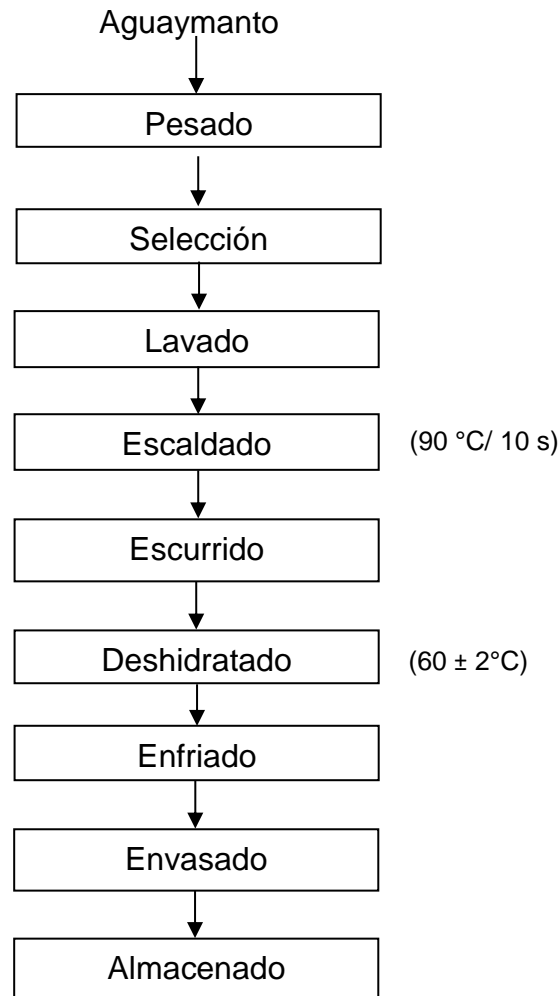 Aguaymanto
Pesado
Selección
Lavado
Escaldado (90 °C/ 10 s)
Escurrido
Deshidratado (60 ± 2°C)
Enfriado
Envasado
Almacenado